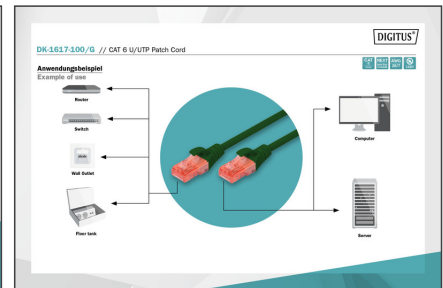 DIGITUS®
DK-1617-100/G // CAT 6 U/UTP Patch Cord
Anwendungsbeispiel
Example of use
Router
Switch
Wall Outlet
Floor tank
Computer
Server
CAT